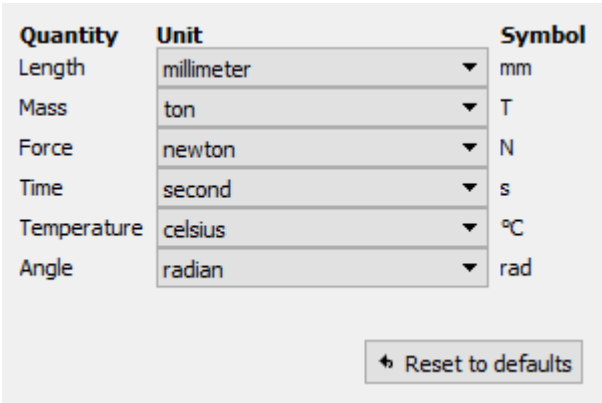 Quantity Unit Symbol
Length millimeter mm
Mass ton T
Force newton N
Time second s
Temperature celsius ºC
Angle radian rad
Reset to defaults